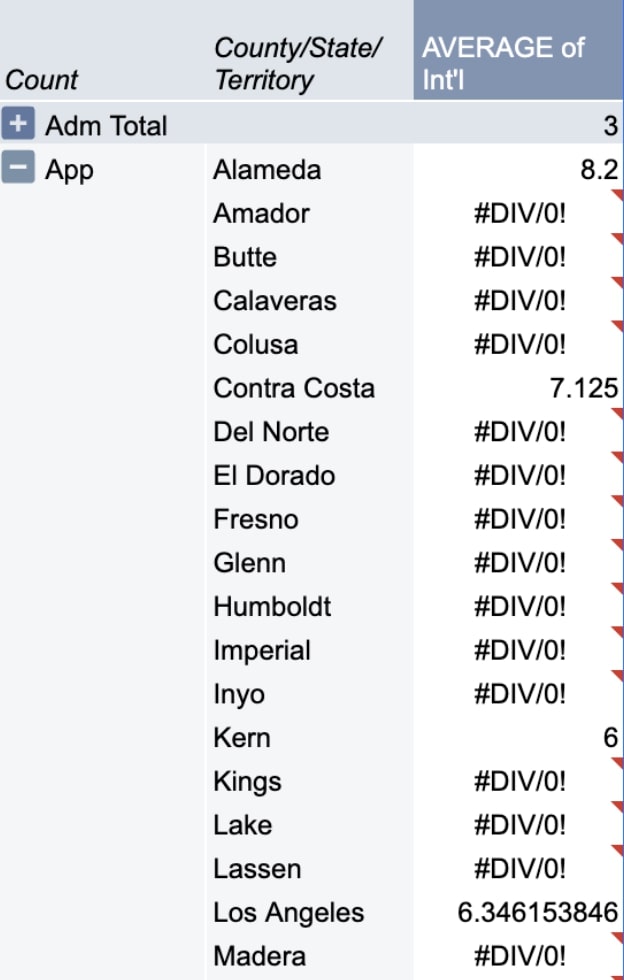 Count County/State/Territory AVERAGE of Int'l
+ Adm Total 3
− App Alameda 8.2
Amador #DIV/0!
Butte #DIV/0!
Calaveras #DIV/0!
Colusa #DIV/0!
Contra Costa 7.125
Del Norte #DIV/0!
El Dorado #DIV/0!
Fresno #DIV/0!
Glenn #DIV/0!
Humboldt #DIV/0!
Imperial #DIV/0!
Inyo #DIV/0!
Kern 6
Kings #DIV/0!
Lake #DIV/0!
Lassen #DIV/0!
Los Angeles 6.346153846
Madera #DIV/0!